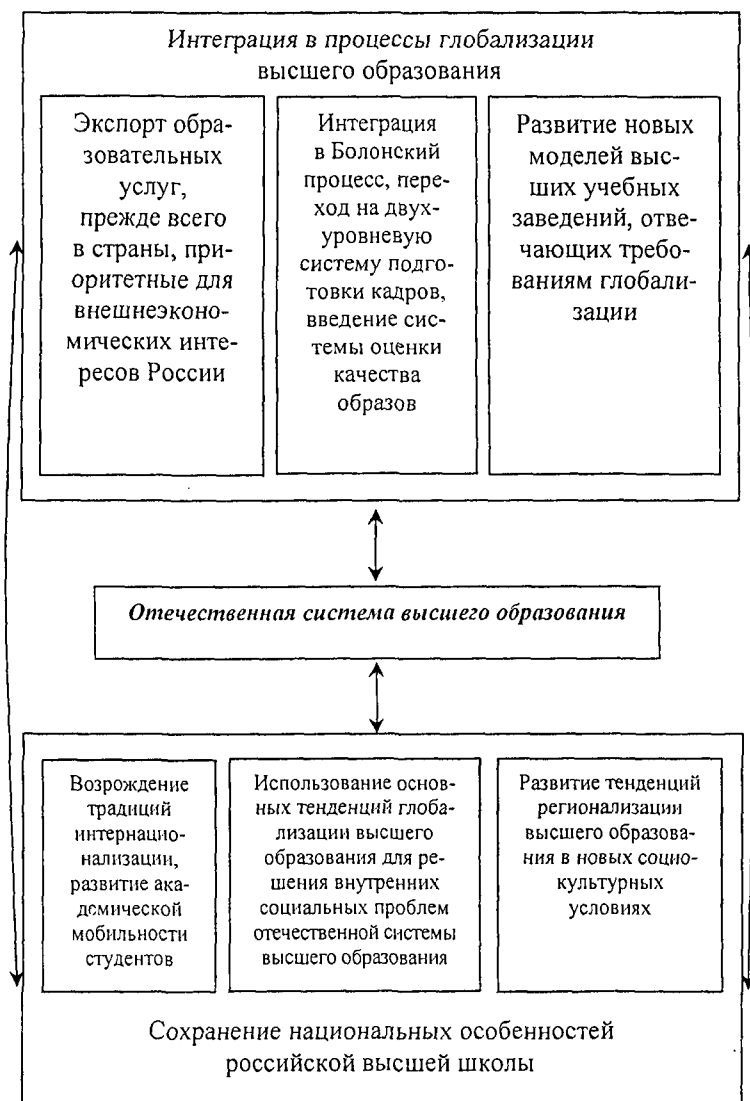 Интеграция в процессы глобализации
высшего образования
Экспорт обра-
зовательных
услуг,
прежде всего
в страны, при-
оритетные для
внешнеэконо-
мических инте-
ресов России
Интеграция
в Болонский
процесс, пере-
ход на двух-
уровневую
систему подго-
товки кадров,
введение сис-
темы оценки
качества
образов
Развитие новых
моделей выс-
ших учебных
заведений, отве-
чающих требо-
ваниям глобали-
зации
Отечественная система высшего образования
Возрождение
традиций
интернацио-
нализации,
развитие ака-
демической
мобильности
студентов
Использование основ-
ных тенденций глоба-
лизации высшего
образования для ре-
шения внутренних
социальных проблем
отечественной системы
высшего образования
Развитие тенденций
регионализации
высшего образова-
ния в новых социо-
культурных
условиях
Сохранение национальных особенностей
российской высшей школы